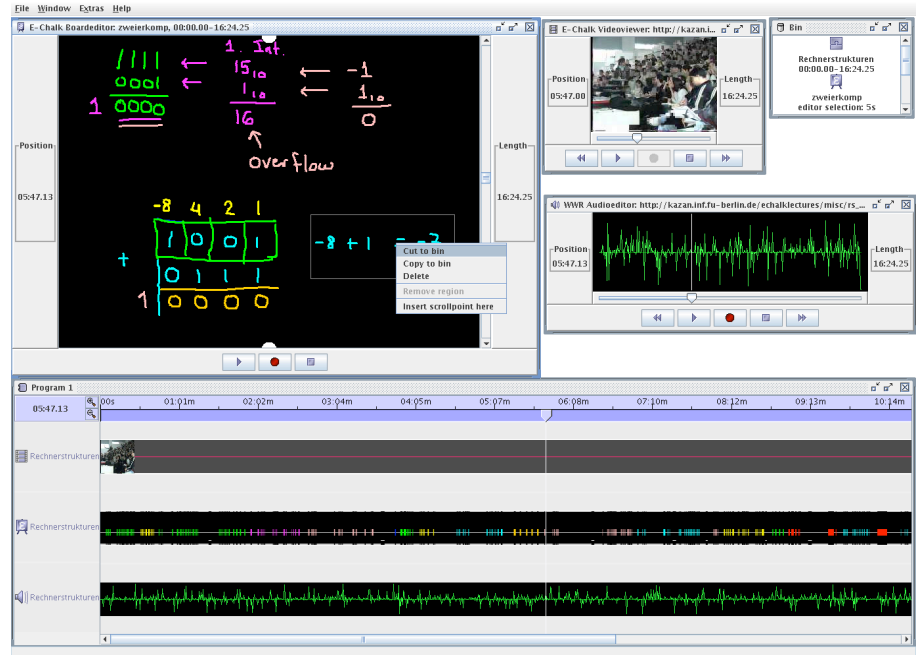 File Window Extras Help
E-Chalk Boardeditor: zweierkomp, 00:00.00-16:24.25
Position
05:47.13
Length
16:24.25
1111
0001
1 0000
1. Int.
15₁₀
1₁₀
16
← -1
← 1₁₀
0
Overflow
-8 4 2 1
1 0 0 1
+ 0 1 1 1
1 0 0 0 0
-8 + 1 = -7
Cut to bin
Copy to bin
Delete
Remove region
Insert scrollpoint here
E-Chalk Videoviewer: http://kazan.i...
Position
05:47.00
Length
16:24.25
Bin
Rechnerstrukturen
00:00.00-16:24.25
zweierkomp
editor selection: 5s
WWR Audioeditor: http://kazan.inf.fu-berlin.de/echalklectures/misc/rs_...
Position
05:47.13
Length
16:24.25
Program 1
05:47.13
00s 01:01m 02:02m 03:04m 04:05m 05:07m 06:08m 07:10m 08:12m 09:13m 10:14m
Rechnerstrukturen
Rechnerstrukturen
Rechnerstrukturen